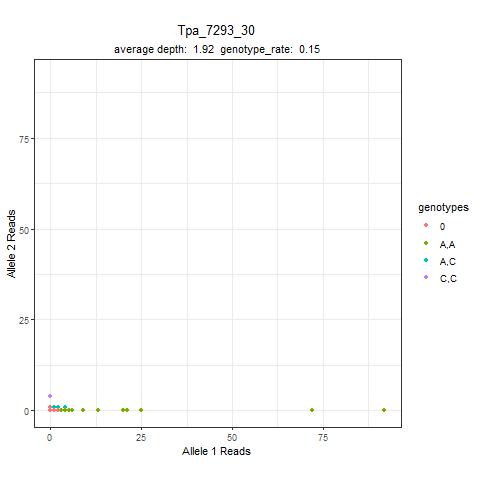 Tpa_7293_30
average depth:  1.92  genotype_rate:  0.15
75
50
25
0
Allele 2 Reads
0
25
50
75
Allele 1 Reads
genotypes
0
A,A
A,C
C,C